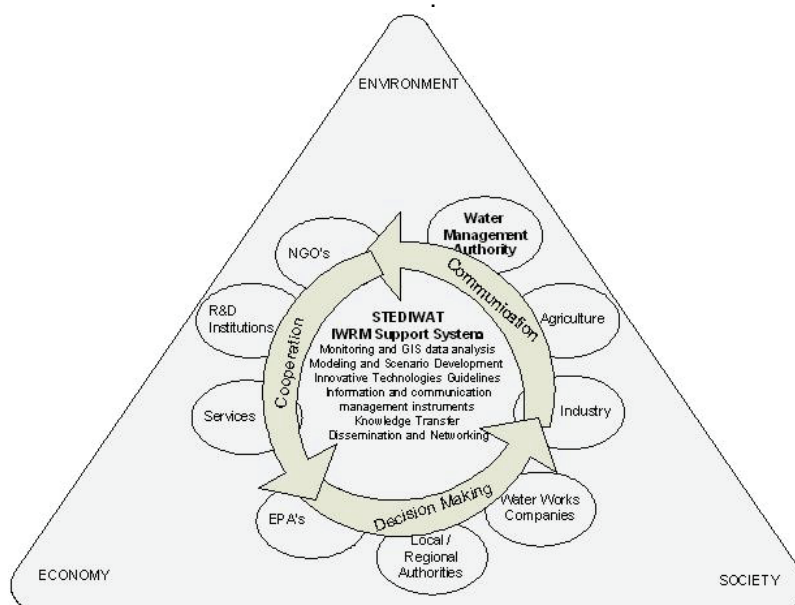 ENVIRONMENT
Water
Management
Authority
NGO's
Communication
R&D
Institutions
Agriculture
STEDIWAT
IWRM Support System
Monitoring and GIS data analysis
Modeling and Scenario Development
Innovative Technologies Guidelines
Information and communication
management instruments
Knowledge Transfer
Dissemination and Networking
Cooperation
Services
Industry
Decision Making
Water Works
Companies
EPA's
Local /
Regional
Authorities
ECONOMY
SOCIETY